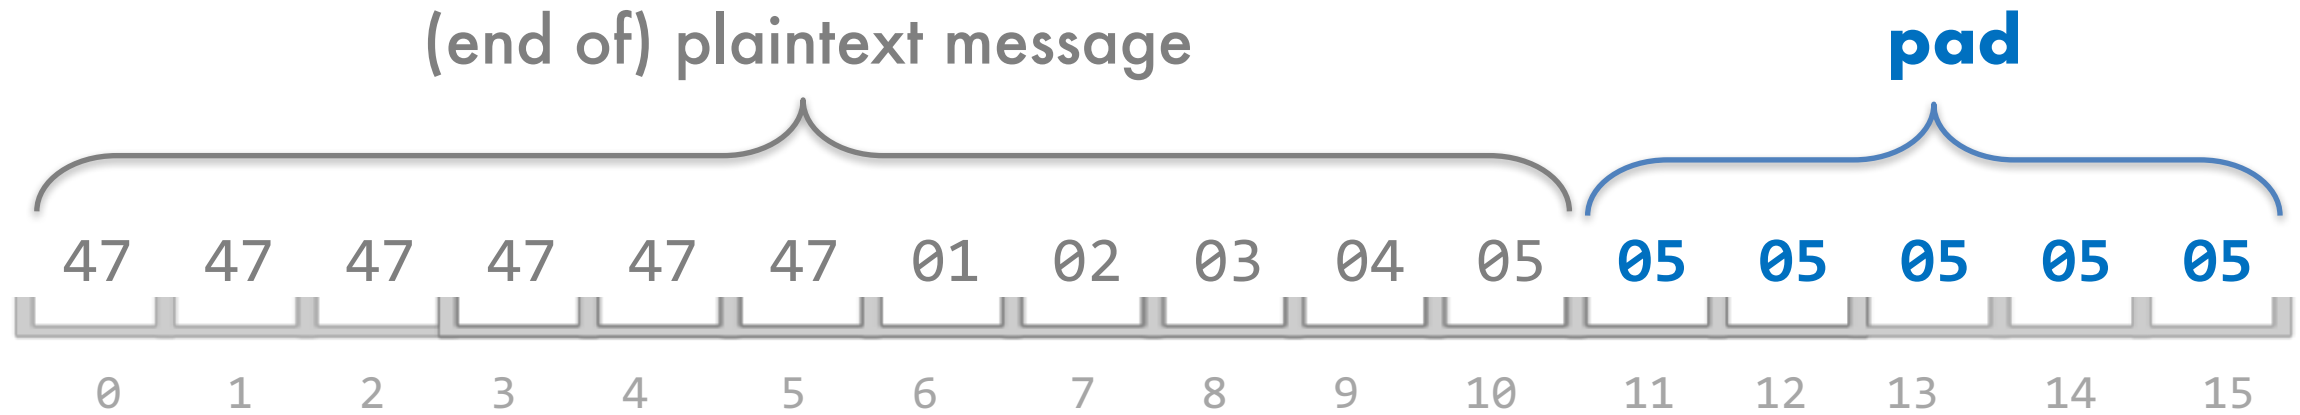 (end of) plaintext message pad
47 47 47 47 47 47 01 02 03 04 05 05 05 05 05 05
0 1 2 3 4 5 6 7 8 9 10 11 12 13 14 15